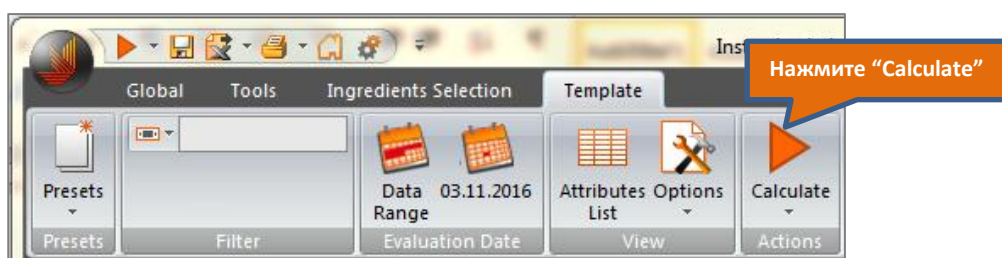 Нажмите “Calculate”
Global Tools Ingredients Selection Template
Presets
Data Range
03.11.2016
Attributes List
Options
Calculate
Presets Filter Evaluation Date View Actions